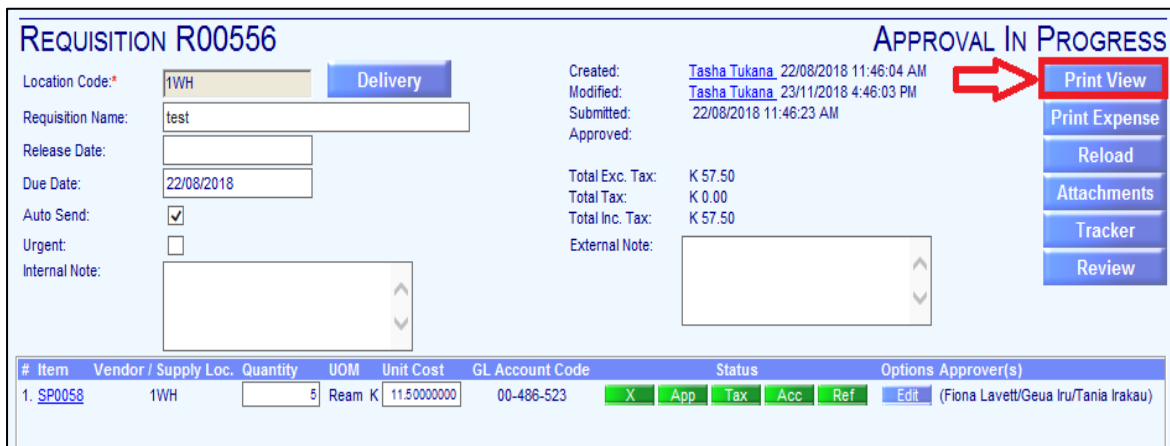 REQUISITION R00556
APPROVAL IN PROGRESS
Location Code:* 1WH Delivery
Requisition Name: test
Release Date:
Due Date: 22/08/2018
Auto Send:
Urgent:
Internal Note:
Created: Tasha Tukana 22/08/2018 11:46:04 AM
Modified: Tasha Tukana 23/11/2018 4:46:03 PM
Submitted: 22/08/2018 11:46:23 AM
Approved:
Total Exc. Tax: K 57.50
Total Tax: K 0.00
Total Inc. Tax: K 57.50
External Note:
Print View
Print Expense
Reload
Attachments
Tracker
Review
# Item Vendor / Supply Loc. Quantity UOM Unit Cost GL Account Code Status Options Approver(s)
1. SP0058 1WH 5 Ream K 11.50000000 00-486-523 X App Tax Acc Ref Edit (Fiona Lavett/Geua Iru/Tania Irakau)